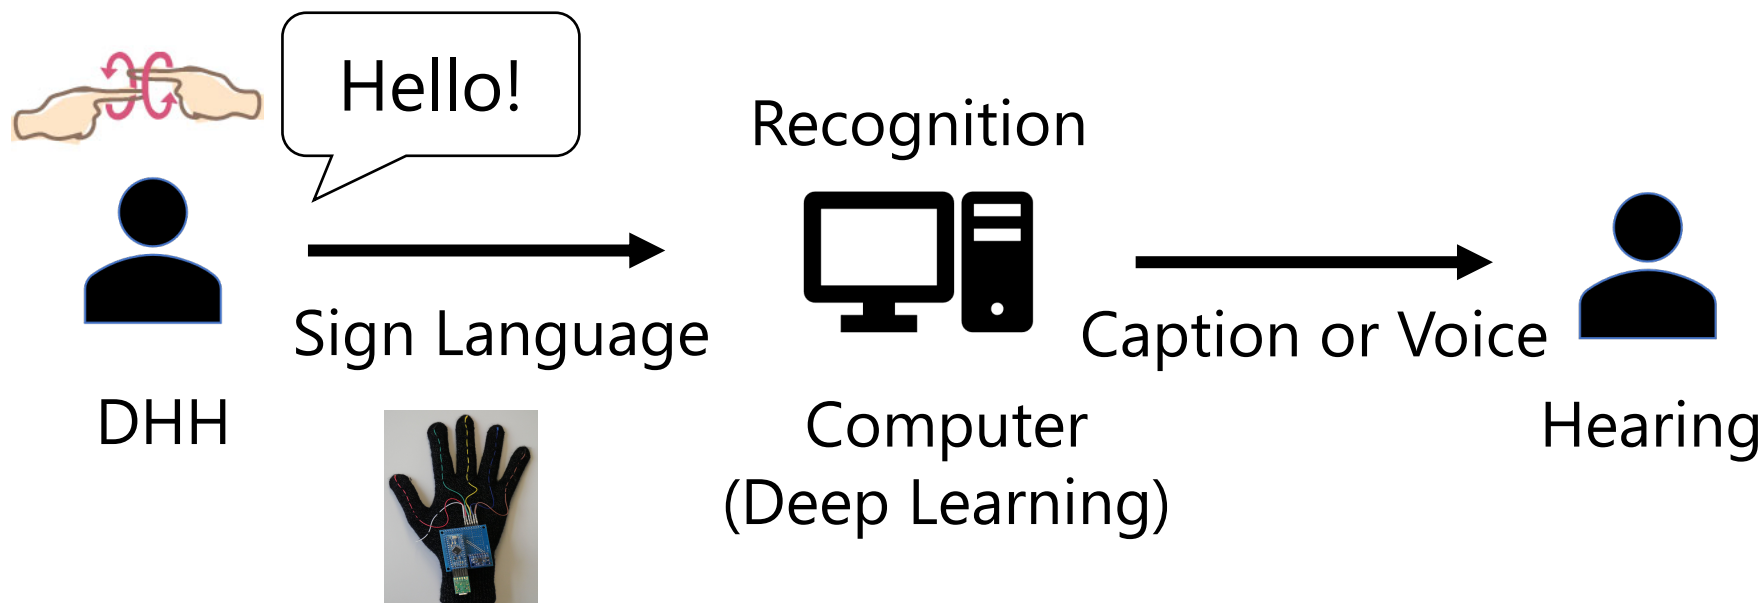 Hello!
Recognition
Sign Language
Caption or Voice
DHH
Computer
(Deep Learning)
Hearing